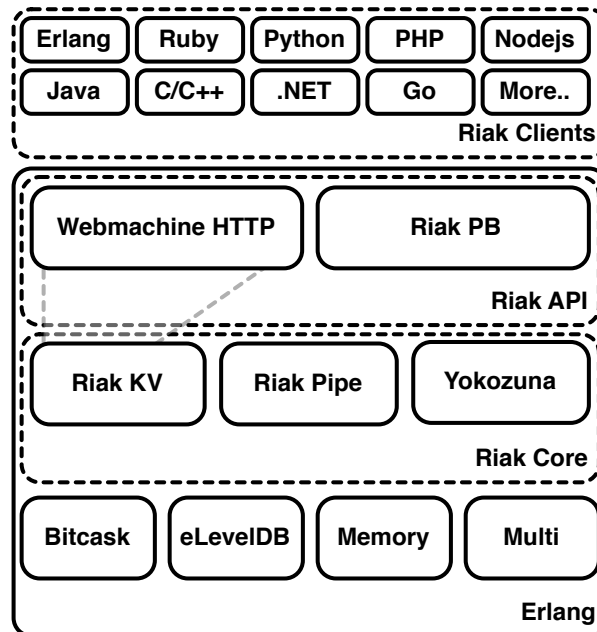 Erlang Ruby Python PHP Nodejs
Java C/C++ .NET Go More..
Riak Clients
Webmachine HTTP Riak PB
Riak API
Riak KV Riak Pipe Yokozuna
Riak Core
Bitcask eLevelDB Memory Multi
Erlang